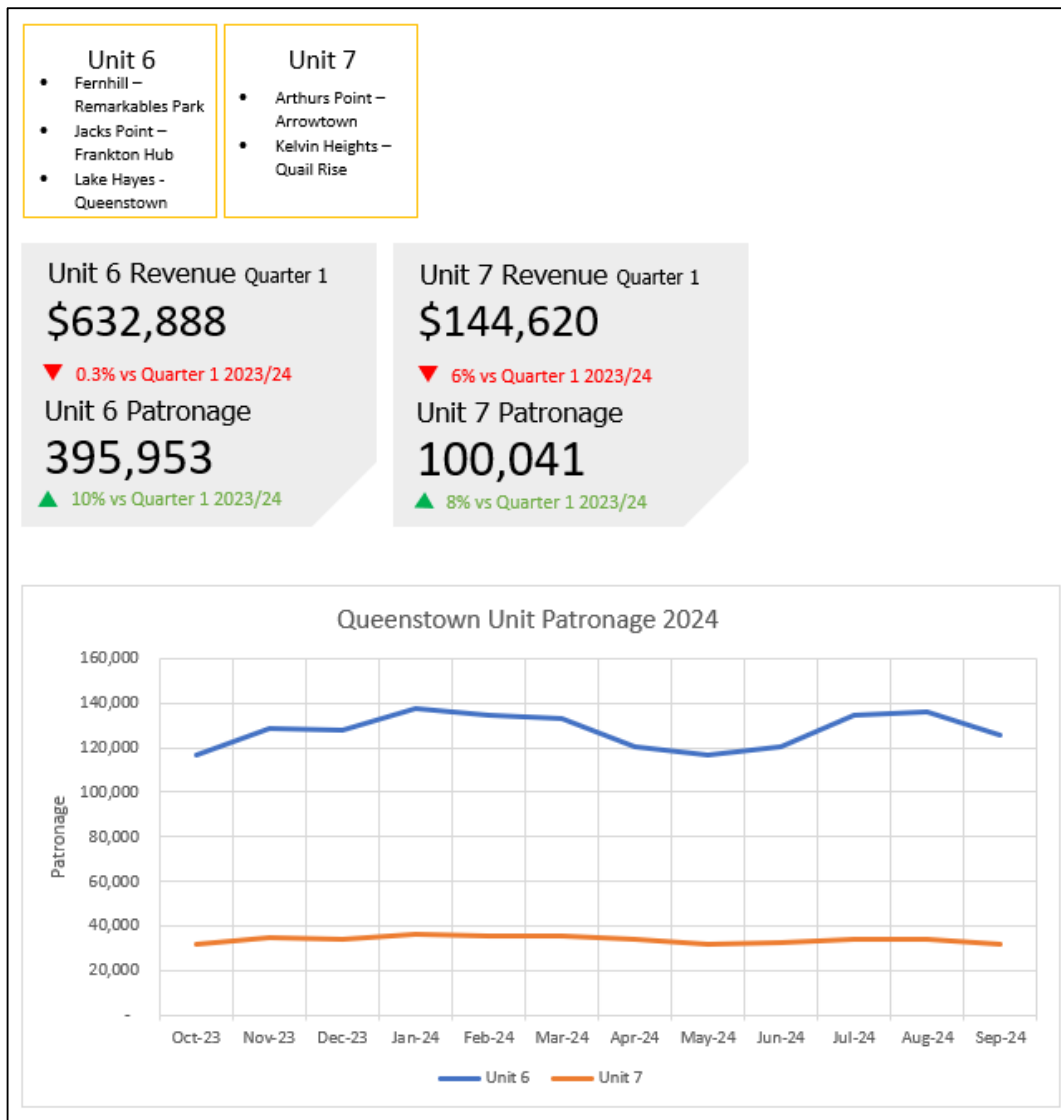 Unit 6
• Fernhill –
Remarkables Park
• Jacks Point –
Frankton Hub
• Lake Hayes -
Queenstown
Unit 7
• Arthurs Point –
Arrowtown
• Kelvin Heights –
Quail Rise
Unit 6 Revenue Quarter 1
$632,888
▼ 0.3% vs Quarter 1 2023/24
Unit 6 Patronage
395,953
▲ 10% vs Quarter 1 2023/24
Unit 7 Revenue Quarter 1
$144,620
▼ 6% vs Quarter 1 2023/24
Unit 7 Patronage
100,041
▲ 8% vs Quarter 1 2023/24
Queenstown Unit Patronage 2024
Patronage
160,000
140,000
120,000
100,000
80,000
60,000
40,000
20,000
-
Oct-23 Nov-23 Dec-23 Jan-24 Feb-24 Mar-24 Apr-24 May-24 Jun-24 Jul-24 Aug-24 Sep-24
Unit 6 Unit 7